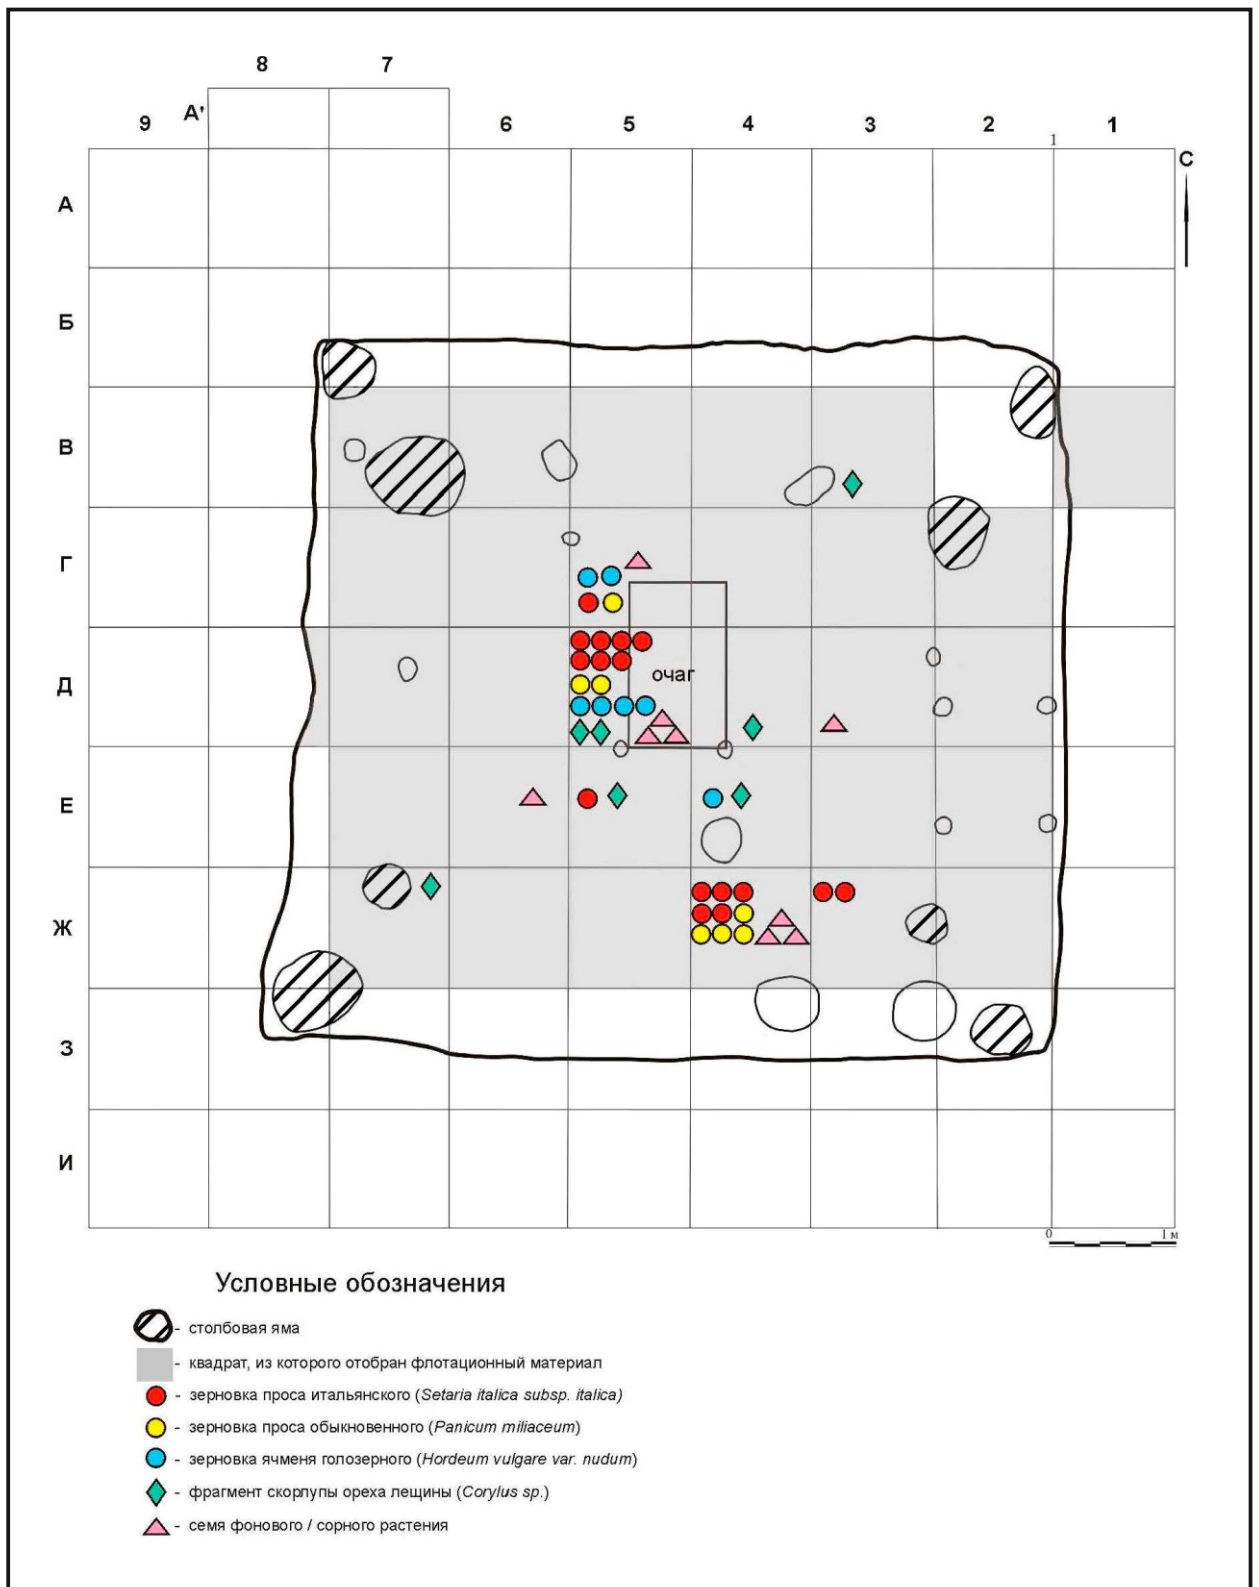 8 7
9 А' 6 5 4 3 2 1
1
С
А
Б
В
Г
Д
очаг
Е
Ж
З
И
0 1 м
Условные обозначения
- столбовая яма
- квадрат, из которого отобран флотационный материал
- зерновка проса итальянского (Setaria italica subsp. italica)
- зерновка проса обыкновенного (Panicum miliaceum)
- зерновка ячменя голозерного (Hordeum vulgare var. nudum)
- фрагмент скорлупы ореха лещины (Corylus sp.)
- семя фонового / сорного растения